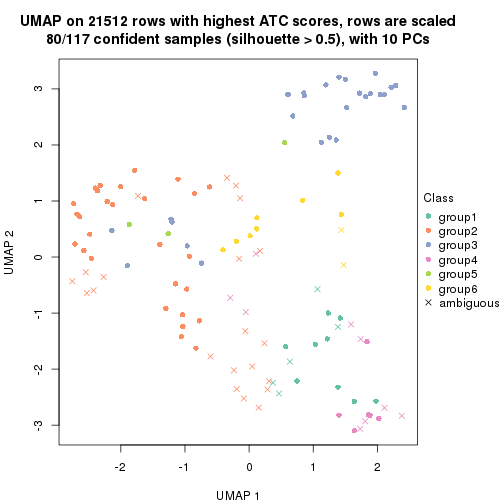 UMAP on 21512 rows with highest ATC scores, rows are scaled
80/117 confident samples (silhouette > 0.5), with 10 PCs
3
2
1
0
-1
-2
-3
UMAP 2
-2
-1
0
1
2
UMAP 1
Class
group1
group2
group3
group4
group5
group6
ambiguous